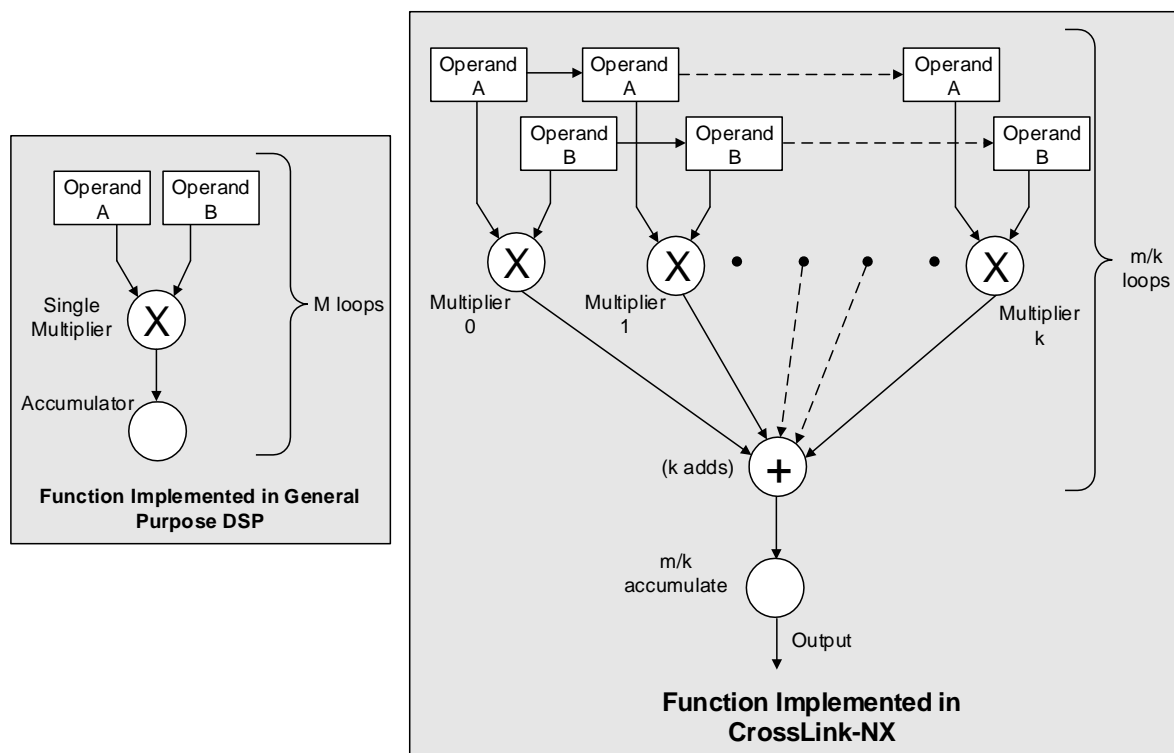 Operand
A
Operand
B
Single
Multiplier
X
M loops
Accumulator
Function Implemented in General
Purpose DSP
Operand
A
Operand
A
Operand
A
Operand
B
Operand
B
Operand
B
X
X
X
Multiplier
0
Multiplier
1
Multiplier
k
m/k
loops
(k adds)
+
m/k
accumulate
Output
Function Implemented in
CrossLink-NX